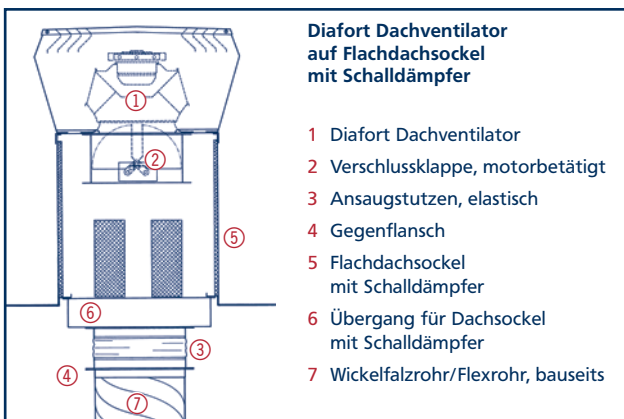 Diafort Dachventilator
auf Flachdachsockel
mit Schalldämpfer
1 Diafort Dachventilator
2 Verschlussklappe, motorbetätigt
3 Ansaugstutzen, elastisch
4 Gegenflansch
5 Flachdachsockel
mit Schalldämpfer
6 Übergang für Dachsockel
mit Schalldämpfer
7 Wickelfalzrohr/Flexrohr, bauseits
1
2
5
6
3
4
7